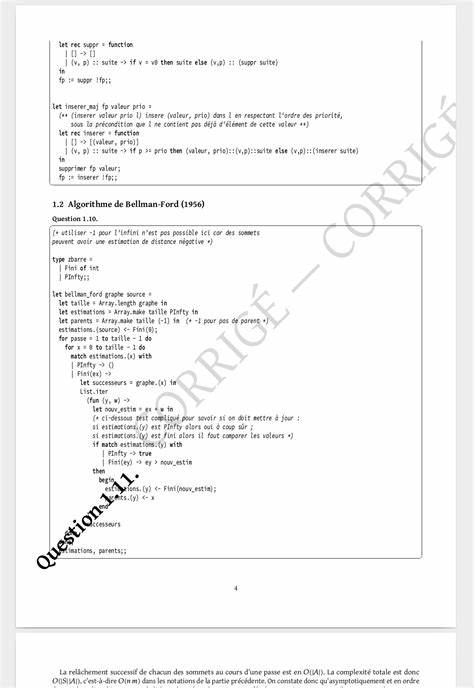 let rec suppr = function
| [] -> []
| (v, p) :: suite -> if v = v0 then suite else (v,p) :: (suppr suite)
in
fp := suppr !fp;;
let inserer_maj fp valeur prio =
(** (inserer valeur prio l) insere (valeur, prio) dans l en respectant l'ordre des priorité,
sous la précondition que l ne contient pas déjà d'élément de cette valeur **)
let rec inserer = function
| [] -> [(valeur, prio)]
| (v, p) :: suite -> if p >= prio then (valeur, prio)::(v,p)::suite else (v,p)::(inserer suite)
in
supprimer fp valeur;
fp := inserer !fp;;
1.2 Algorithme de Bellman-Ford (1956)
Question 1.10.
(* utiliser -1 pour l'infini n'est pas possible ici car des sommets
peuvent avoir une estimation de distance négative *)
type zbarre =
| Fini of int
| PInfty;;
let bellman_ford graphe source =
let taille = Array.length graphe in
let estimations = Array.make taille PInfty in
let parents = Array.make taille (-1) in (* -1 pour pas de parent *)
estimations.(source) <- Fini(0);
for passe = 1 to taille - 1 do
for x = 0 to taille - 1 do
match estimations.(x) with
| PInfty -> ()
| Fini(ex) ->
let successeurs = graphe.(x) in
List.iter
(fun (y, w) ->
let nouv_estim = ex + w in
(* ci-dessous test compliqué pour savoir si on doit mettre à jour :
si estimations.(y) est PInfty alors oui à coup sûr ;
si estimations.(y) est fini alors il faut comparer les valeurs *)
if match estimations.(y) with
| PInfty -> true
| Fini(ey) -> ey > nouv_estim
then
begin
estimations.(y) <- Fini(nouv_estim);
parents.(y) <- x
end
successeurs
estimations, parents;;
Question 1.11.
CORRIGÉ — CORRIGÉ
4
La relâchement successif de chacun des sommets au cours d'une passe est en O(|A|). La complexité totale est donc
O(|S||A|), c'est-à-dire O(n m) dans les notations de la partie précédente. On constate donc qu'asymptotiquement et en ordre